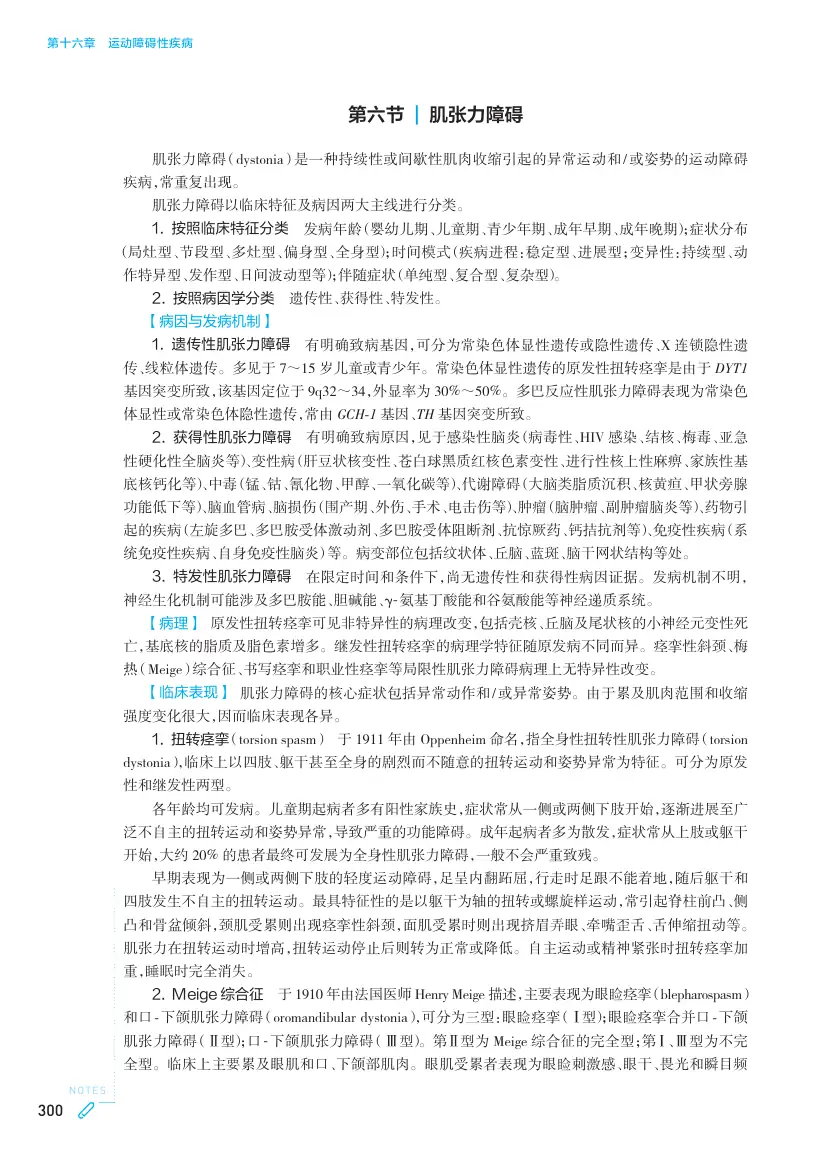 第十六章 运动障碍性疾病
第六节 | 肌张力障碍
肌张力障碍（dystonia）是一种持续性或间歇性肌肉收缩引起的异常运动和/或姿势的运动障碍
疾病，常重复出现。
肌张力障碍以临床特征及病因两大主线进行分类。
1. 按照临床特征分类 发病年龄（婴幼儿期、儿童期、青少年期、成年早期、成年晚期）；症状分布
（局灶型、节段型、多灶型、偏身型、全身型）；时间模式（疾病进程：稳定型、进展型；变异性：持续型、动
作特异型、发作型、日间波动型等）；伴随症状（单纯型、复合型、复杂型）。
2. 按照病因学分类 遗传性、获得性、特发性。
【病因与发病机制】
1. 遗传性肌张力障碍 有明确致病基因，可分为常染色体显性遗传或隐性遗传、X 连锁隐性遗
传、线粒体遗传。多见于 7～15 岁儿童或青少年。常染色体显性遗传的原发性扭转痉挛是由于 DYT1
基因突变所致，该基因定位于 9q32～34，外显率为 30%～50%。多巴反应性肌张力障碍表现为常染色
体显性或常染色体隐性遗传，常由 GCH-1 基因、TH 基因突变所致。
2. 获得性肌张力障碍 有明确致病原因，见于感染性脑炎（病毒性、HIV 感染、结核、梅毒、亚急
性硬化性全脑炎等）、变性病（肝豆状核变性、苍白球黑质红核色素变性、进行性核上性麻痹、家族性基
底核钙化等）、中毒（锰、钴、氰化物、甲醇、一氧化碳等）、代谢障碍（大脑类脂质沉积、核黄疸、甲状旁腺
功能低下等）、脑血管病、脑损伤（围产期、外伤、手术、电击伤等）、肿瘤（脑肿瘤、副肿瘤脑炎等）、药物引
起的疾病（左旋多巴、多巴胺受体激动剂、多巴胺受体阻断剂、抗惊厥药、钙拮抗剂等）、免疫性疾病（系
统免疫性疾病、自身免疫性脑炎）等。病变部位包括纹状体、丘脑、蓝斑、脑干网状结构等处。
3. 特发性肌张力障碍 在限定时间和条件下，尚无遗传性和获得性病因证据。发病机制不明，
神经生化机制可能涉及多巴胺能、胆碱能、γ-氨基丁酸能和谷氨酸能等神经递质系统。
【病理】 原发性扭转痉挛可见非特异性的病理改变，包括壳核、丘脑及尾状核的小神经元变性死
亡，基底核的脂质及脂色素增多。继发性扭转痉挛的病理学特征随原发病不同而异。痉挛性斜颈、梅
热（Meige）综合征、书写痉挛和职业性痉挛等局限性肌张力障碍病理上无特异性改变。
【临床表现】 肌张力障碍的核心症状包括异常动作和/或异常姿势。由于累及肌肉范围和收缩
强度变化很大，因而临床表现各异。
1. 扭转痉挛（torsion spasm） 于 1911 年由 Oppenheim 命名，指全身性扭转性肌张力障碍（torsion
dystonia），临床上以四肢、躯干甚至全身的剧烈而不随意的扭转运动和姿势异常为特征。可分为原发
性和继发性两型。
各年龄均可发病。儿童期起病者多有阳性家族史，症状常从一侧或两侧下肢开始，逐渐进展至广
泛不自主的扭转运动和姿势异常，导致严重的功能障碍。成年起病者多为散发，症状常从上肢或躯干
开始，大约 20% 的患者最终可发展为全身性肌张力障碍，一般不会严重致残。
早期表现为一侧或两侧下肢的轻度运动障碍，足呈内翻跖屈，行走时足跟不能着地，随后躯干和
四肢发生不自主的扭转运动。最具特征性的是以躯干为轴的扭转或螺旋样运动，常引起脊柱前凸、侧
凸和骨盆倾斜，颈肌受累则出现痉挛性斜颈，面肌受累时则出现挤眉弄眼、牵嘴歪舌、舌伸缩扭动等。
肌张力在扭转运动时增高，扭转运动停止后则转为正常或降低。自主运动或精神紧张时扭转痉挛加
重，睡眠时完全消失。
2. Meige 综合征 于 1910 年由法国医师 Henry Meige 描述，主要表现为眼睑痉挛（blepharospasm）
和口-下颌肌张力障碍（oromandibular dystonia），可分为三型：眼睑痉挛（Ⅰ型）；眼睑痉挛合并口-下颌
肌张力障碍（Ⅱ型）；口-下颌肌张力障碍（Ⅲ型）。第Ⅱ型为 Meige 综合征的完全型；第Ⅰ、Ⅲ型为不完
全型。临床上主要累及眼肌和口、下颌部肌肉。眼肌受累者表现为眼睑刺激感、眼干、畏光和瞬目频
NOTES
300